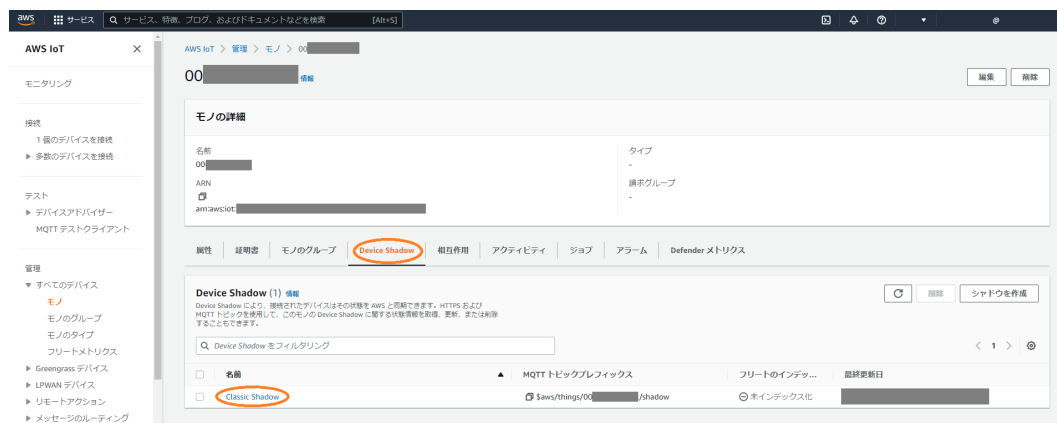 aws サービス サービス、特徴、ブログ、およびドキュメントなどを検索 [Alt+S] @
AWS IoT
モニタリング
接続
1 個のデバイスを接続
多数のデバイスを接続
テスト
デバイスアドバイザー
MQTT テストクライアント
管理
すべてのデバイス
モノ
モノのグループ
モノのタイプ
フリートメトリクス
Greengrass デバイス
LPWAN デバイス
リモートアクション
メッセージのルーティング
AWS IoT > 管理 > モノ > 00
00 情報
編集 削除
モノの詳細
名前
00
ARN
arn:aws:iot:
タイプ
-
請求グループ
-
属性 証明書 モノのグループ Device Shadow 相互作用 アクティビティ ジョブ アラーム Defender メトリクス
Device Shadow (1) 情報
Device Shadow により、接続されたデバイスはその状態を AWS と同期できます。HTTPS および
MQTT トピックを使用して、このモノの Device Shadow に関する状態情報を取得、更新、または削除
することもできます。
削除 シャドウを作成
Device Shadow をフィルタリング
< 1 >
名前 MQTT トピックプレフィックス フリートのインデッ... 最終更新日
Classic Shadow $aws/things/00 /shadow 未インデックス化